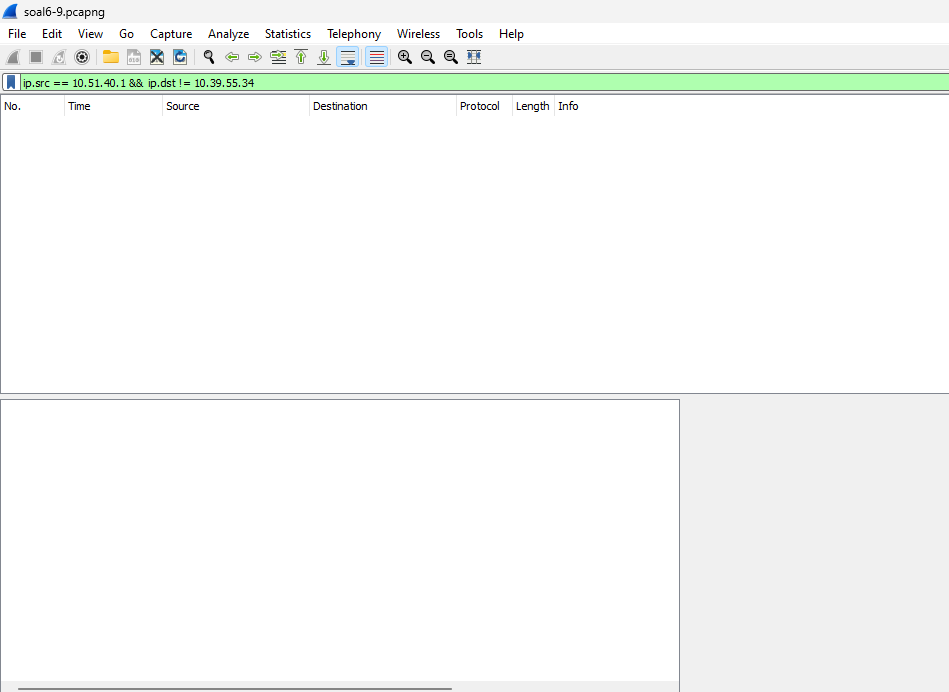 soal6-9.pcapng
File Edit View Go Capture Analyze Statistics Telephony Wireless Tools Help
ip.src == 10.51.40.1 && ip.dst != 10.39.55.34
No. Time Source Destination Protocol Length Info